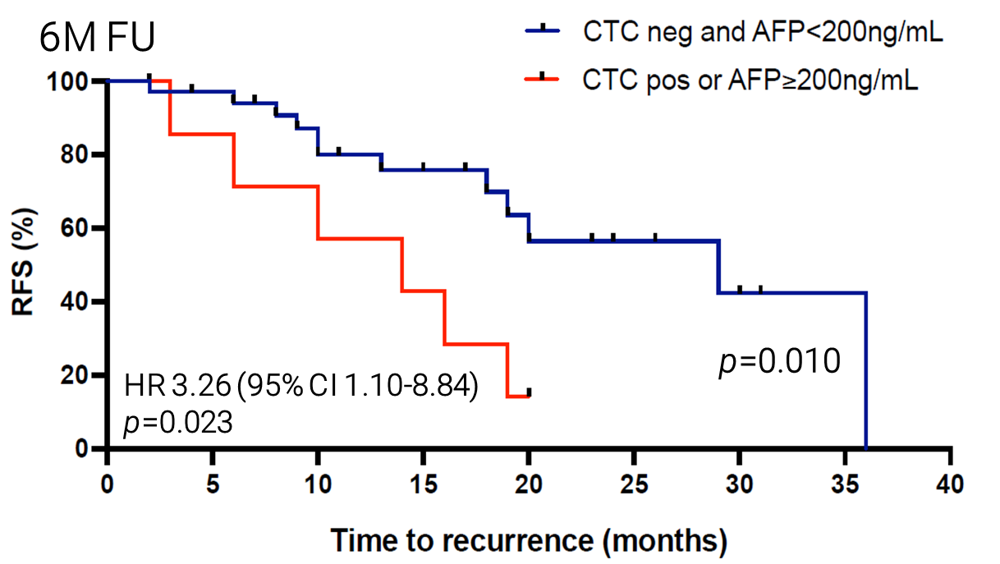 6M FU
CTC neg and AFP<200ng/mL
CTC pos or AFP≥200ng/mL
RFS (%)
100
80
60
40
20
0
p=0.010
HR 3.26 (95% CI 1.10-8.84)
p=0.023
0 5 10 15 20 25 30 35 40
Time to recurrence (months)